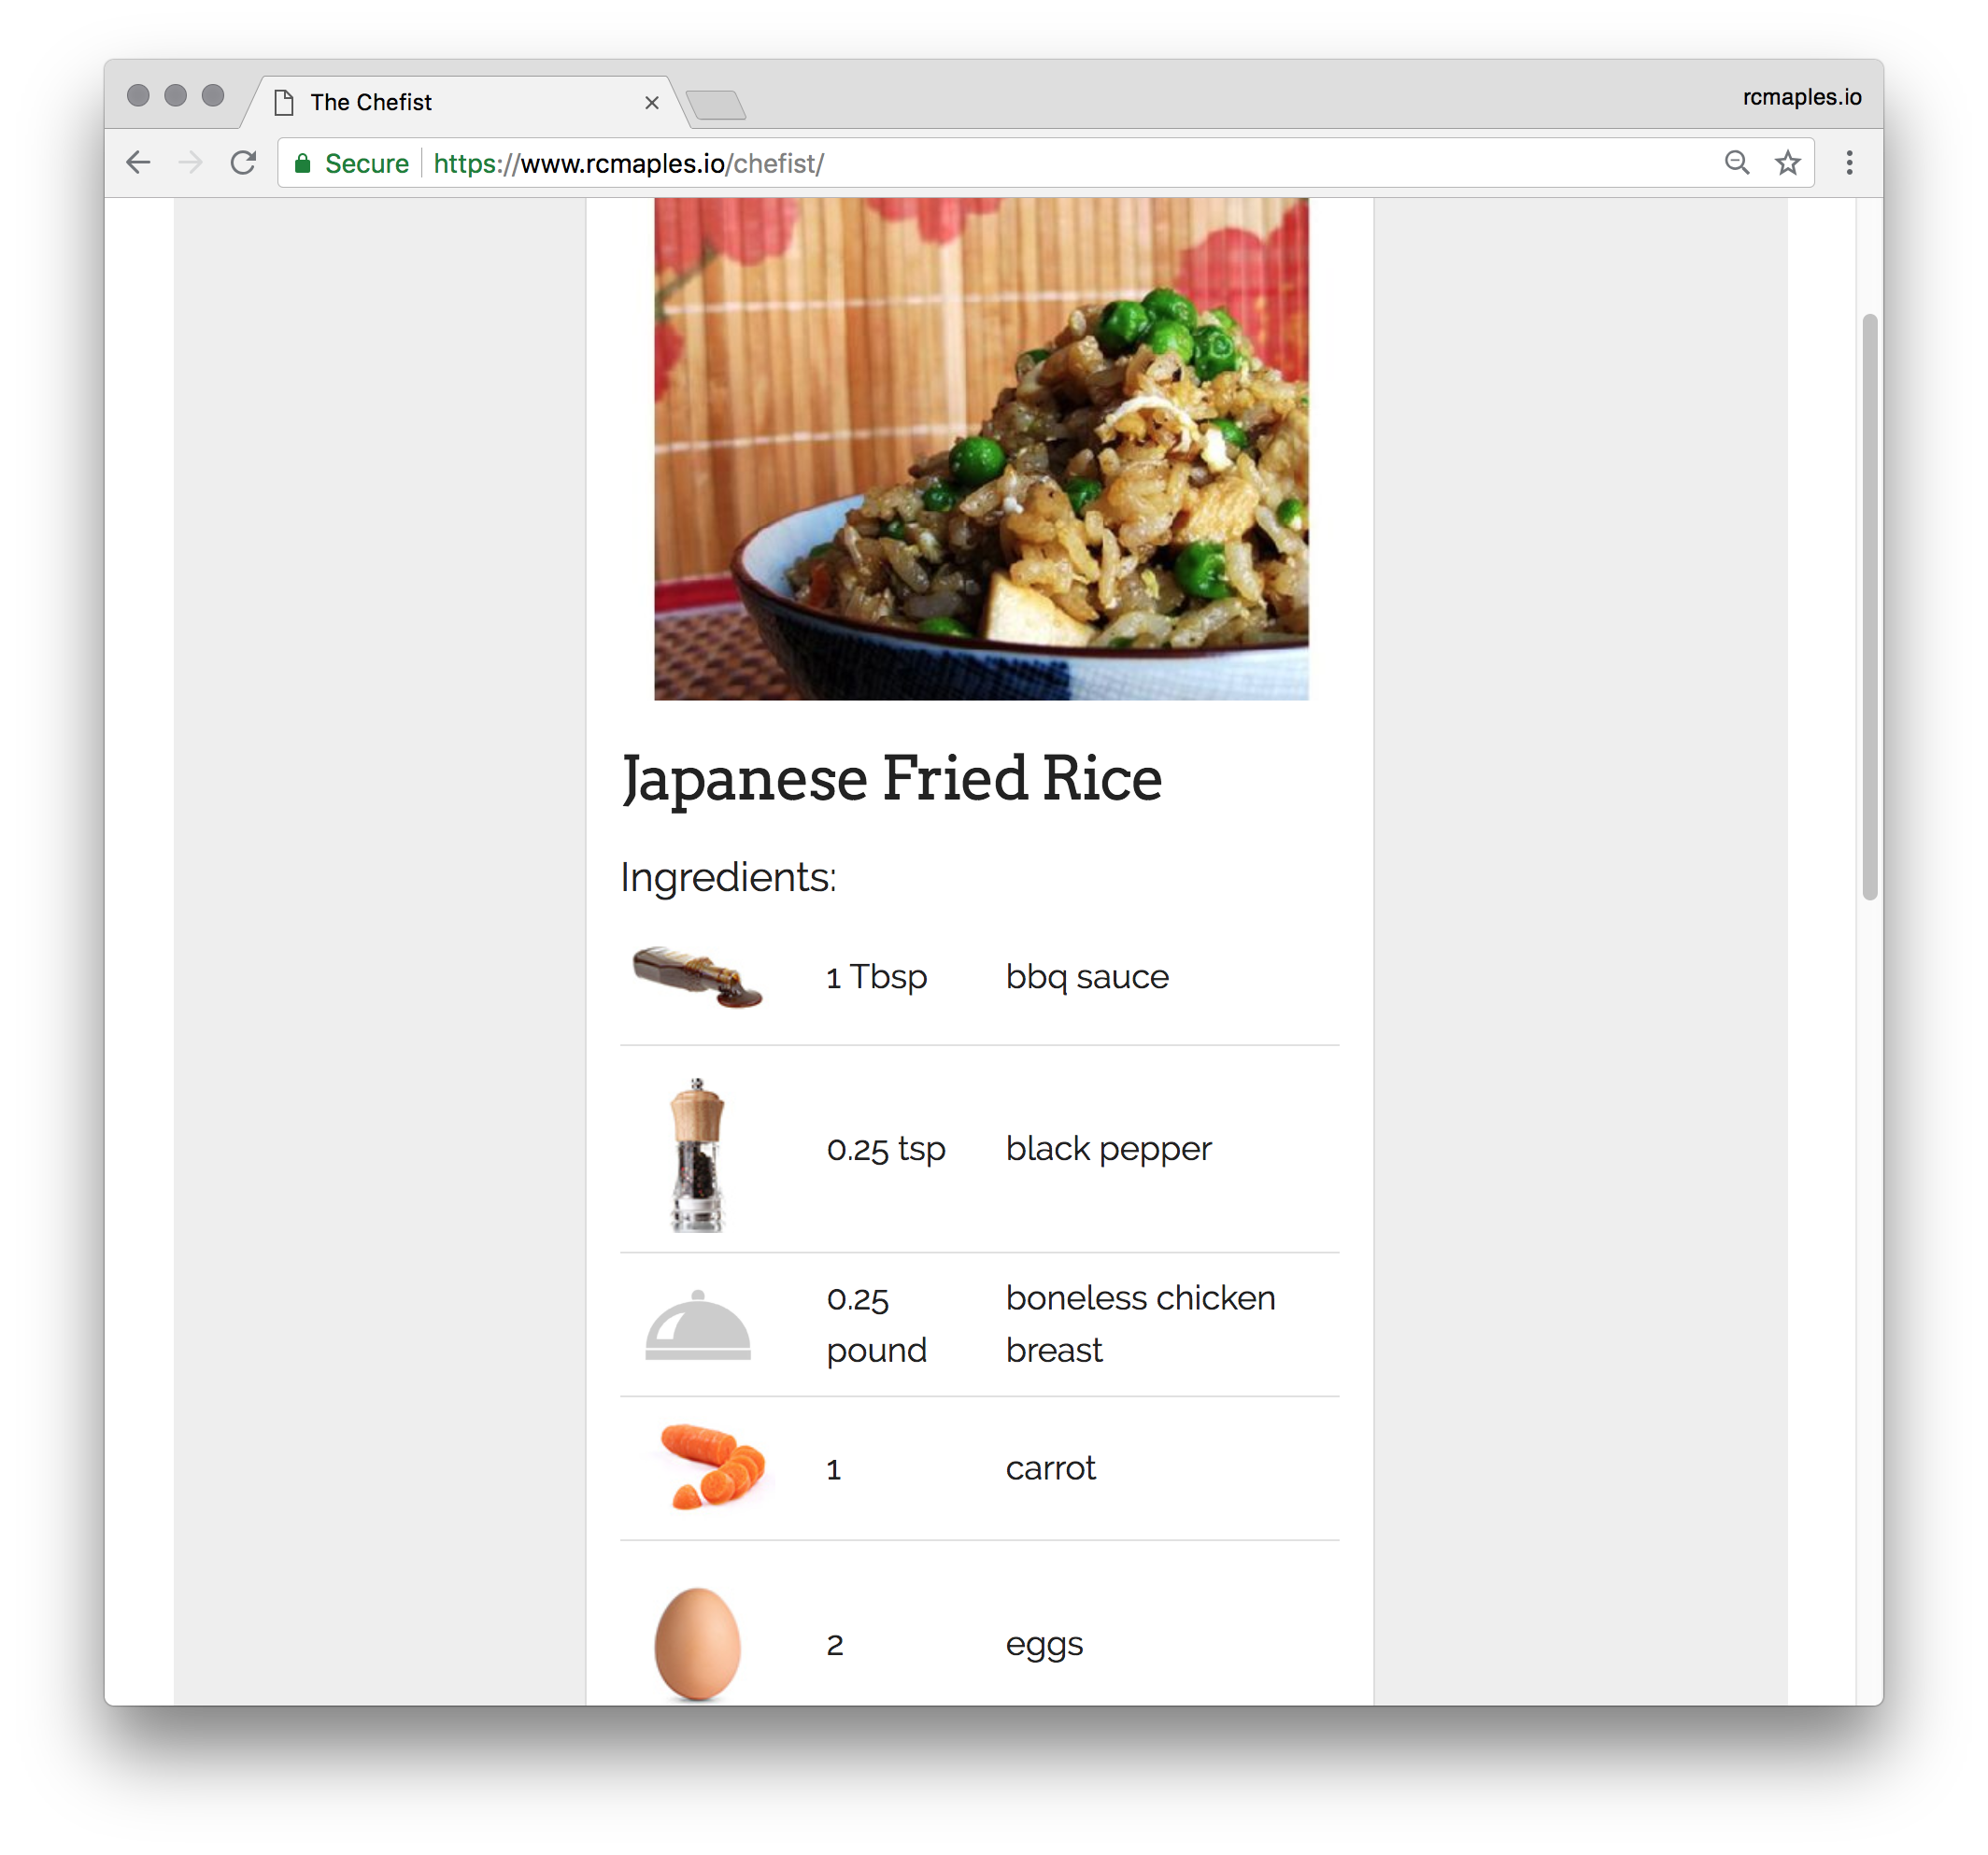 The Chefist
rcmaples.io
Secure https://www.rcmaples.io/chefist/
Japanese Fried Rice
Ingredients:
1 Tbsp bbq sauce
0.25 tsp black pepper
0.25 boneless chicken
pound breast
1 carrot
2 eggs